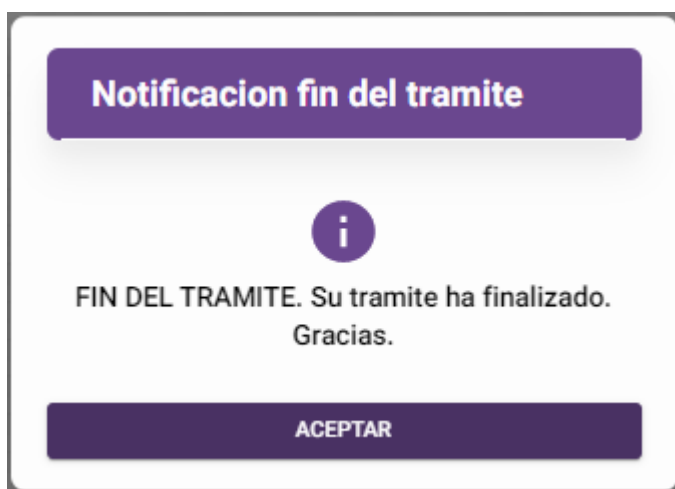 Notificacion fin del tramite
i
FIN DEL TRAMITE. Su tramite ha finalizado.
Gracias.
ACEPTAR